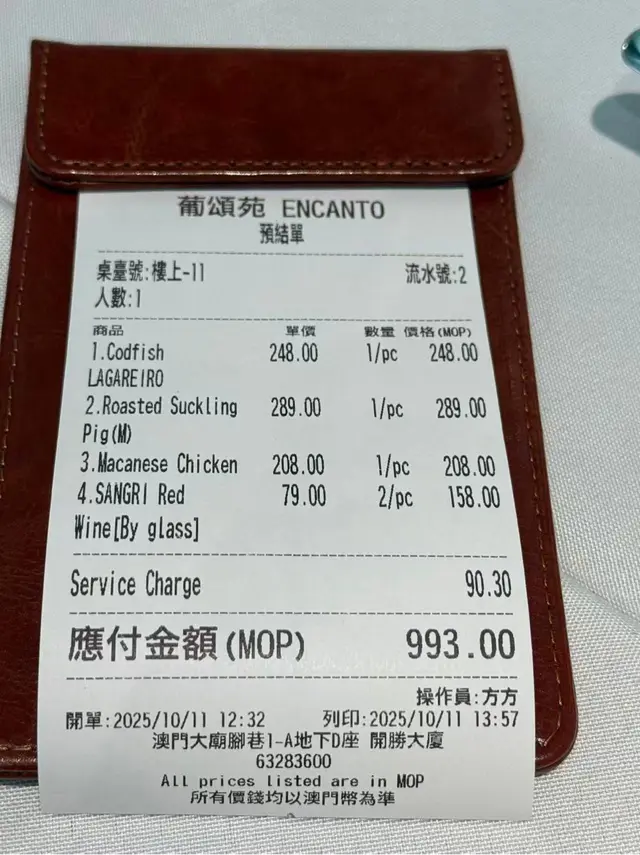 葡頌苑 ENCANTO
預結單
桌臺號:樓上-11 流水號:2
人數:1
商品 單價 數量 價格(MOP)
1.Codfish 248.00 1/pc 248.00
LAGAREIRO
2.Roasted Suckling 289.00 1/pc 289.00
Pig(M)
3.Macanese Chicken 208.00 1/pc 208.00
4.SANGRI Red 79.00 2/pc 158.00
Wine[By glass]
Service Charge 90.30
應付金額(MOP) 993.00
操作員:方方
開單:2025/10/11 12:32 列印:2025/10/11 13:57
澳門大廟腳巷1-A地下D座 開勝大廈
63283600
All prices listed are in MOP
所有價錢均以澳門幣為準